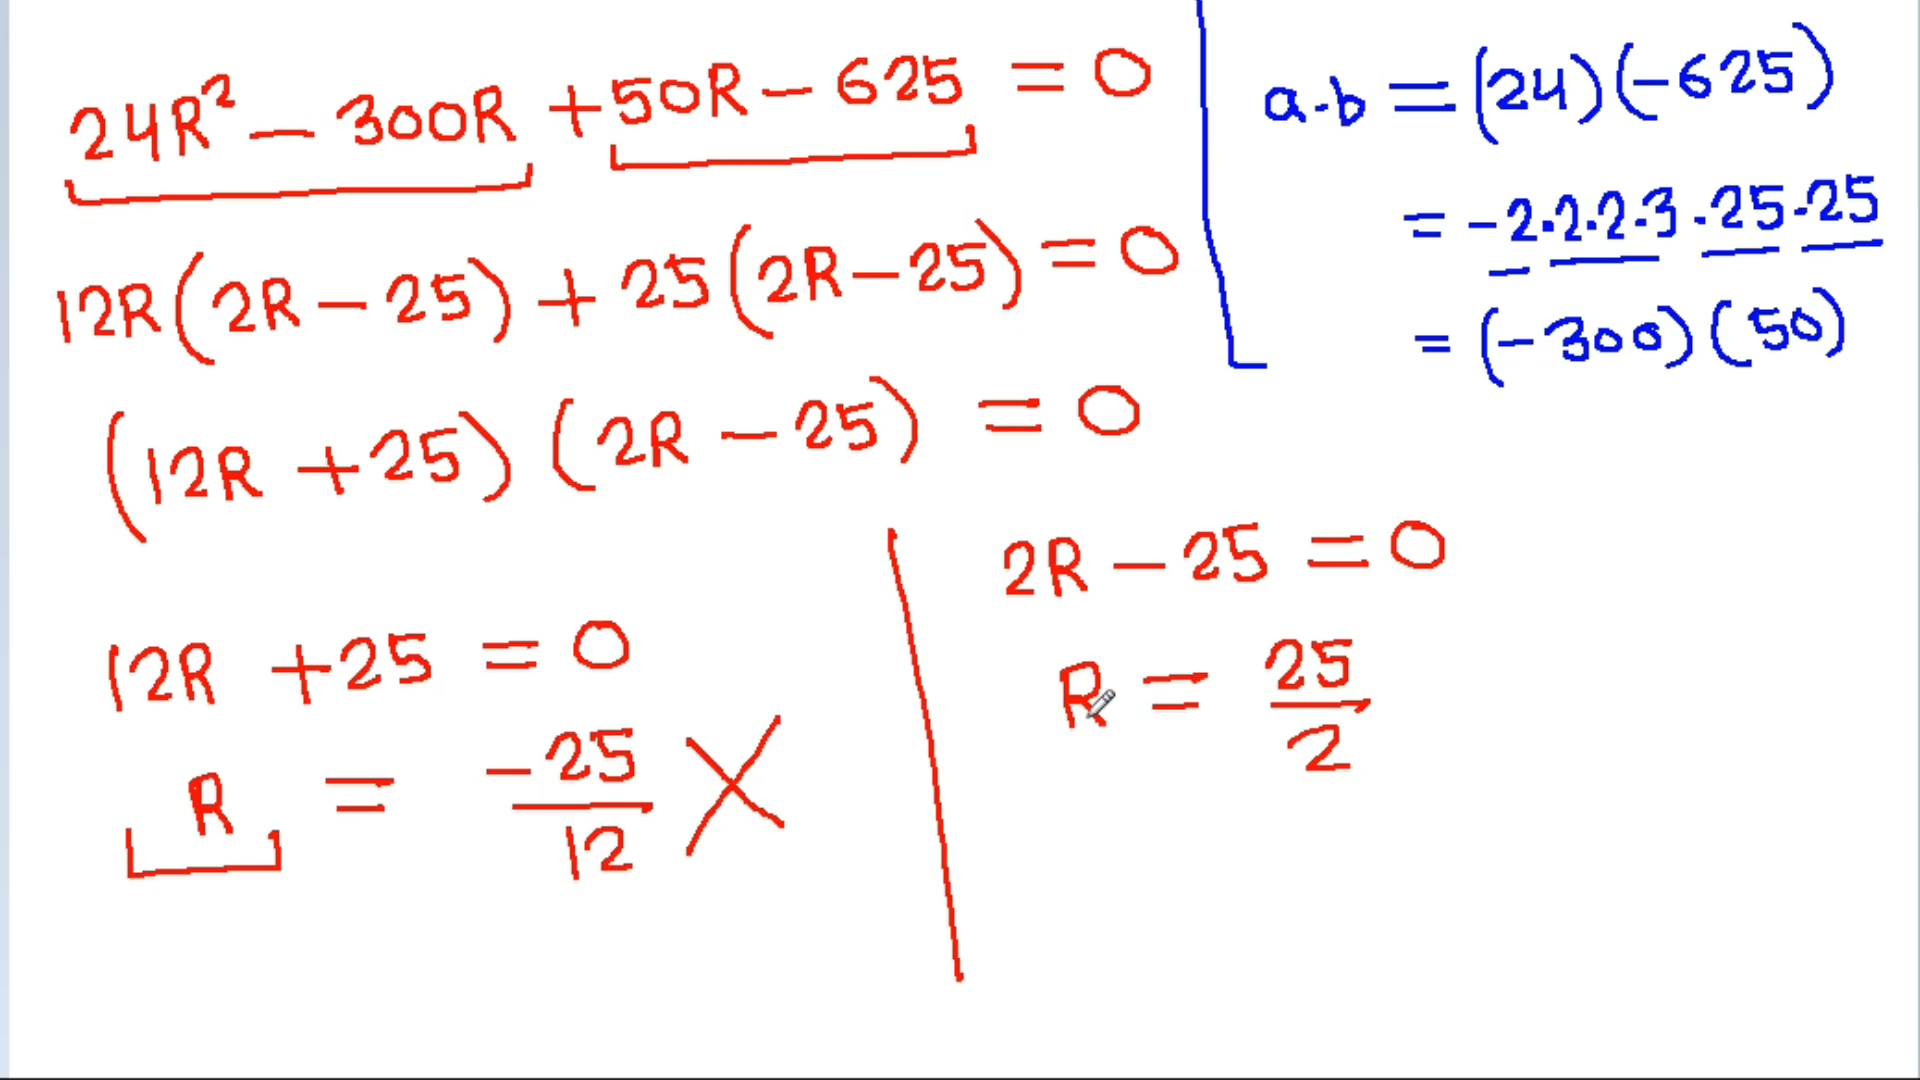 24R² - 300R + 50R - 625 = 0
12R(2R - 25) + 25(2R - 25) = 0
(12R + 25)(2R - 25) = 0
12R + 25 = 0
R = -25/12 X
2R - 25 = 0
R = 25/2
a·b = (24)(-625)
= -2·2·2·3·25·25
= (-300)(50)